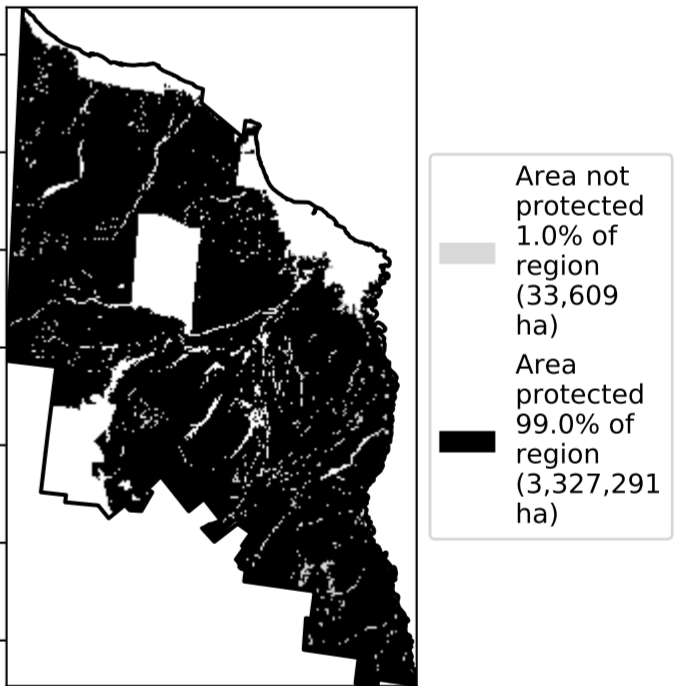 Area not
protected
1.0% of
region
(33,609
ha)
Area
protected
99.0% of
region
(3,327,291
ha)